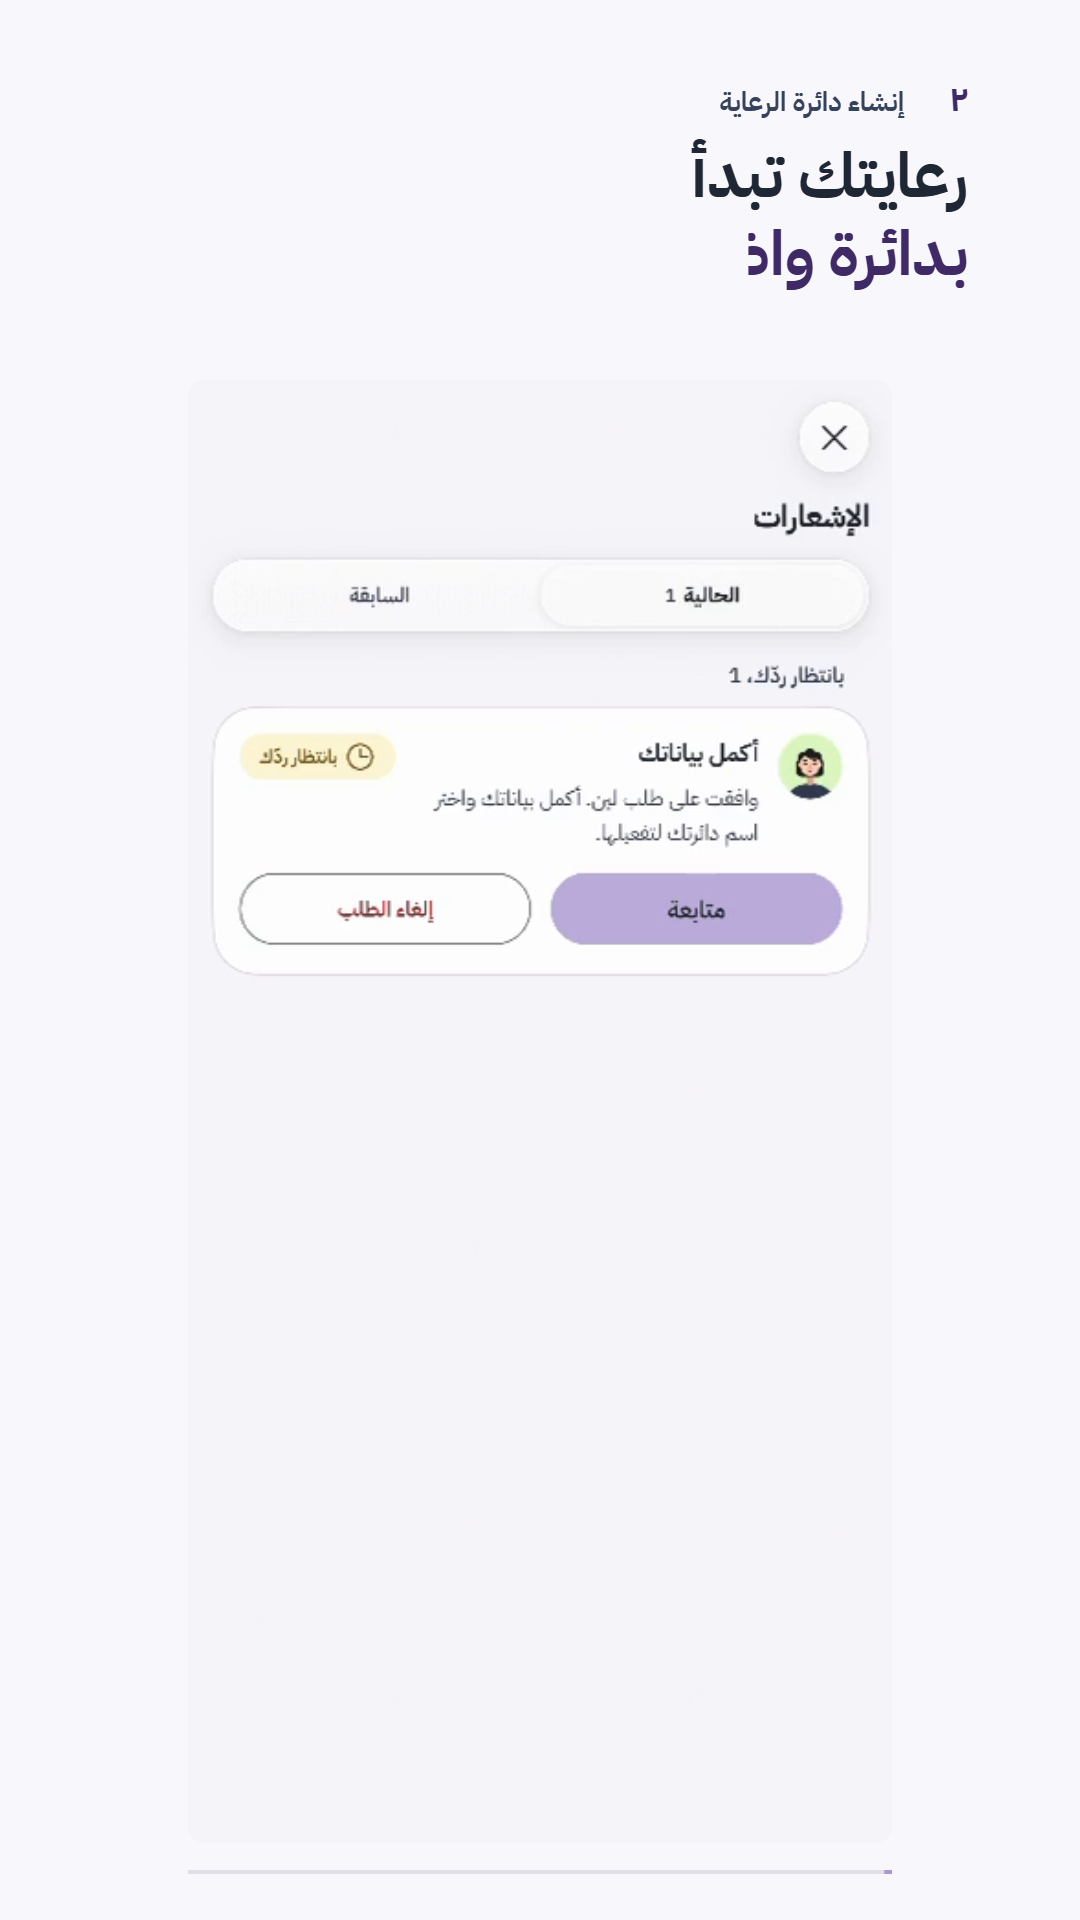 ٢ إنشاء دائرة الرعاية
رعايتك تبدأ
بدائرة
الإشعارات
الحالية 1
السابقة
بانتظار ردّك، 1
أكمل بياناتك
بانتظار ردّك
وافقت على طلب لين. أكمل بياناتك واختر
اسم دائرتك لتفعيلها.
متابعة
إلغاء الطلب